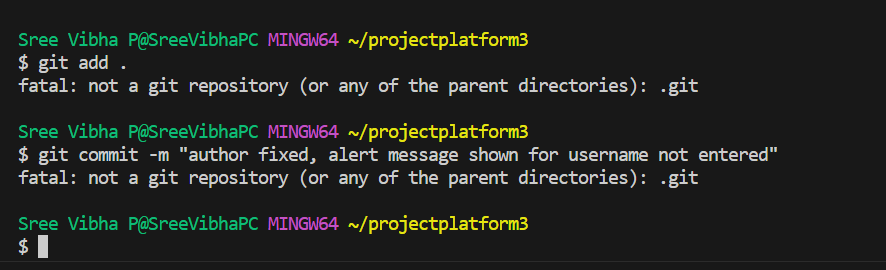 Sree Vibha P@SreeVibhaPC MINGW64 ~/projectplatform3
$ git add .
fatal: not a git repository (or any of the parent directories): .git
Sree Vibha P@SreeVibhaPC MINGW64 ~/projectplatform3
$ git commit -m "author fixed, alert message shown for username not entered"
fatal: not a git repository (or any of the parent directories): .git
Sree Vibha P@SreeVibhaPC MINGW64 ~/projectplatform3
$